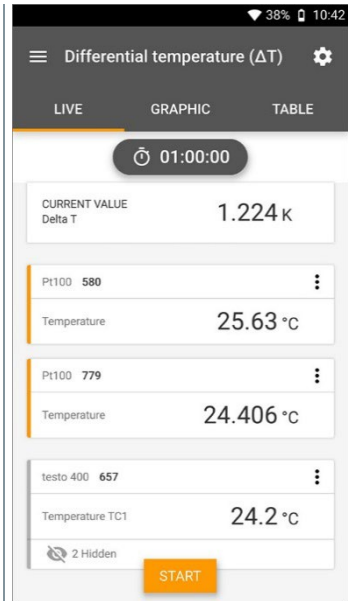 38% 10:42
Differential temperature (ΔT)
LIVE GRAPHIC TABLE
01:00:00
CURRENT VALUE
Delta T
1.224 K
Pt100 580
Temperature 25.63 °C
Pt100 779
Temperature 24.406 °C
testo 400 657
Temperature TC1 24.2 °C
2 Hidden
START